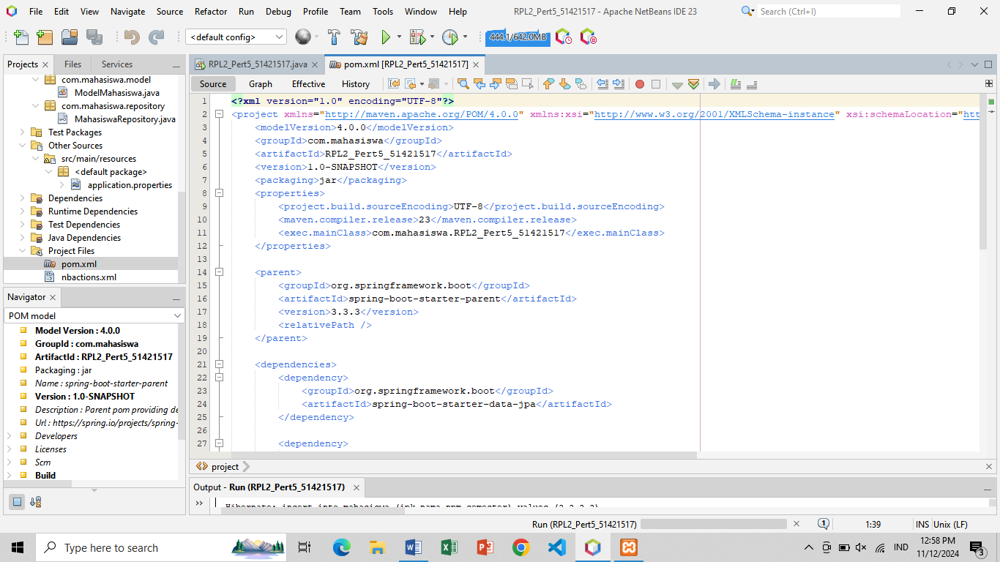 File Edit View Navigate Source Refactor Run Debug Profile Team Tools Window Help
RPL2_Pert5_51421517 - Apache NetBeans IDE 23
Search (Ctrl+I)
<default config>
444.1/642.0MB
Projects Files Services
com.mahasiswa.model
ModelMahasiswa.java
com.mahasiswa.repository
MahasiswaRepository.java
Test Packages
Other Sources
src/main/resources
<default package>
application.properties
Dependencies
Runtime Dependencies
Test Dependencies
Java Dependencies
Project Files
pom.xml
nbactions.xml
Navigator
POM model
Model Version : 4.0.0
GroupId : com.mahasiswa
ArtifactId : RPL2_Pert5_51421517
Packaging : jar
Name : spring-boot-starter-parent
Version : 1.0-SNAPSHOT
Description : Parent pom providing de
Url : https://spring.io/projects/spring-
Developers
Licenses
Scm
Build
RPL2_Pert5_51421517.java pom.xml [RPL2_Pert5_51421517]
Source Graph Effective History
1 <?xml version="1.0" encoding="UTF-8"?>
2 <project xmlns="http://maven.apache.org/POM/4.0.0" xmlns:xsi="http://www.w3.org/2001/XMLSchema-instance" xsi:schemaLocation="htt
3 <modelVersion>4.0.0</modelVersion>
4 <groupId>com.mahasiswa</groupId>
5 <artifactId>RPL2_Pert5_51421517</artifactId>
6 <version>1.0-SNAPSHOT</version>
7 <packaging>jar</packaging>
8 <properties>
9 <project.build.sourceEncoding>UTF-8</project.build.sourceEncoding>
10 <maven.compiler.release>23</maven.compiler.release>
11 <exec.mainClass>com.mahasiswa.RPL2_Pert5_51421517</exec.mainClass>
12 </properties>
13
14 <parent>
15 <groupId>org.springframework.boot</groupId>
16 <artifactId>spring-boot-starter-parent</artifactId>
17 <version>3.3.3</version>
18 <relativePath />
19 </parent>
20
21 <dependencies>
22 <dependency>
23 <groupId>org.springframework.boot</groupId>
24 <artifactId>spring-boot-starter-data-jpa</artifactId>
25 </dependency>
26
27 <dependency>
project
Output - Run (RPL2_Pert5_51421517)
Hibernate: insert into mahasiswa (ipk,nama,npm,semester) values (?,?,?,?)
Run (RPL2_Pert5_51421517)
1
1:39
INS Unix (LF)
Type here to search
IND
12:58 PM
11/12/2024
3